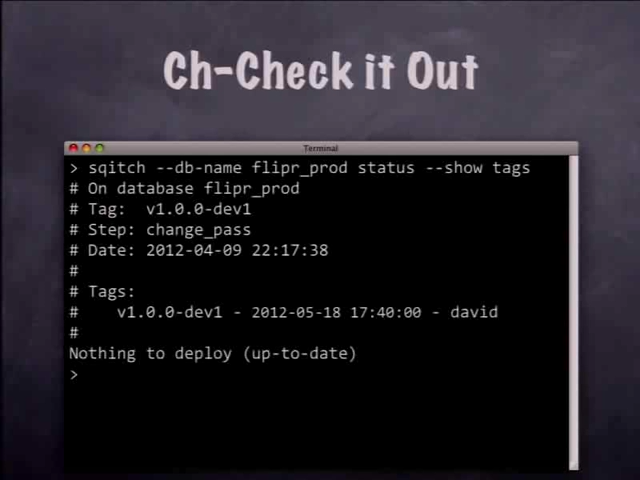 Ch-Check it Out
Terminal
> sqitch --db-name flipr_prod status --show tags
# On database flipr_prod
# Tag:  v1.0.0-dev1
# Step: change_pass
# Date: 2012-04-09 22:17:38
#
# Tags:
#    v1.0.0-dev1 - 2012-05-18 17:40:00 - david
#
Nothing to deploy (up-to-date)
>